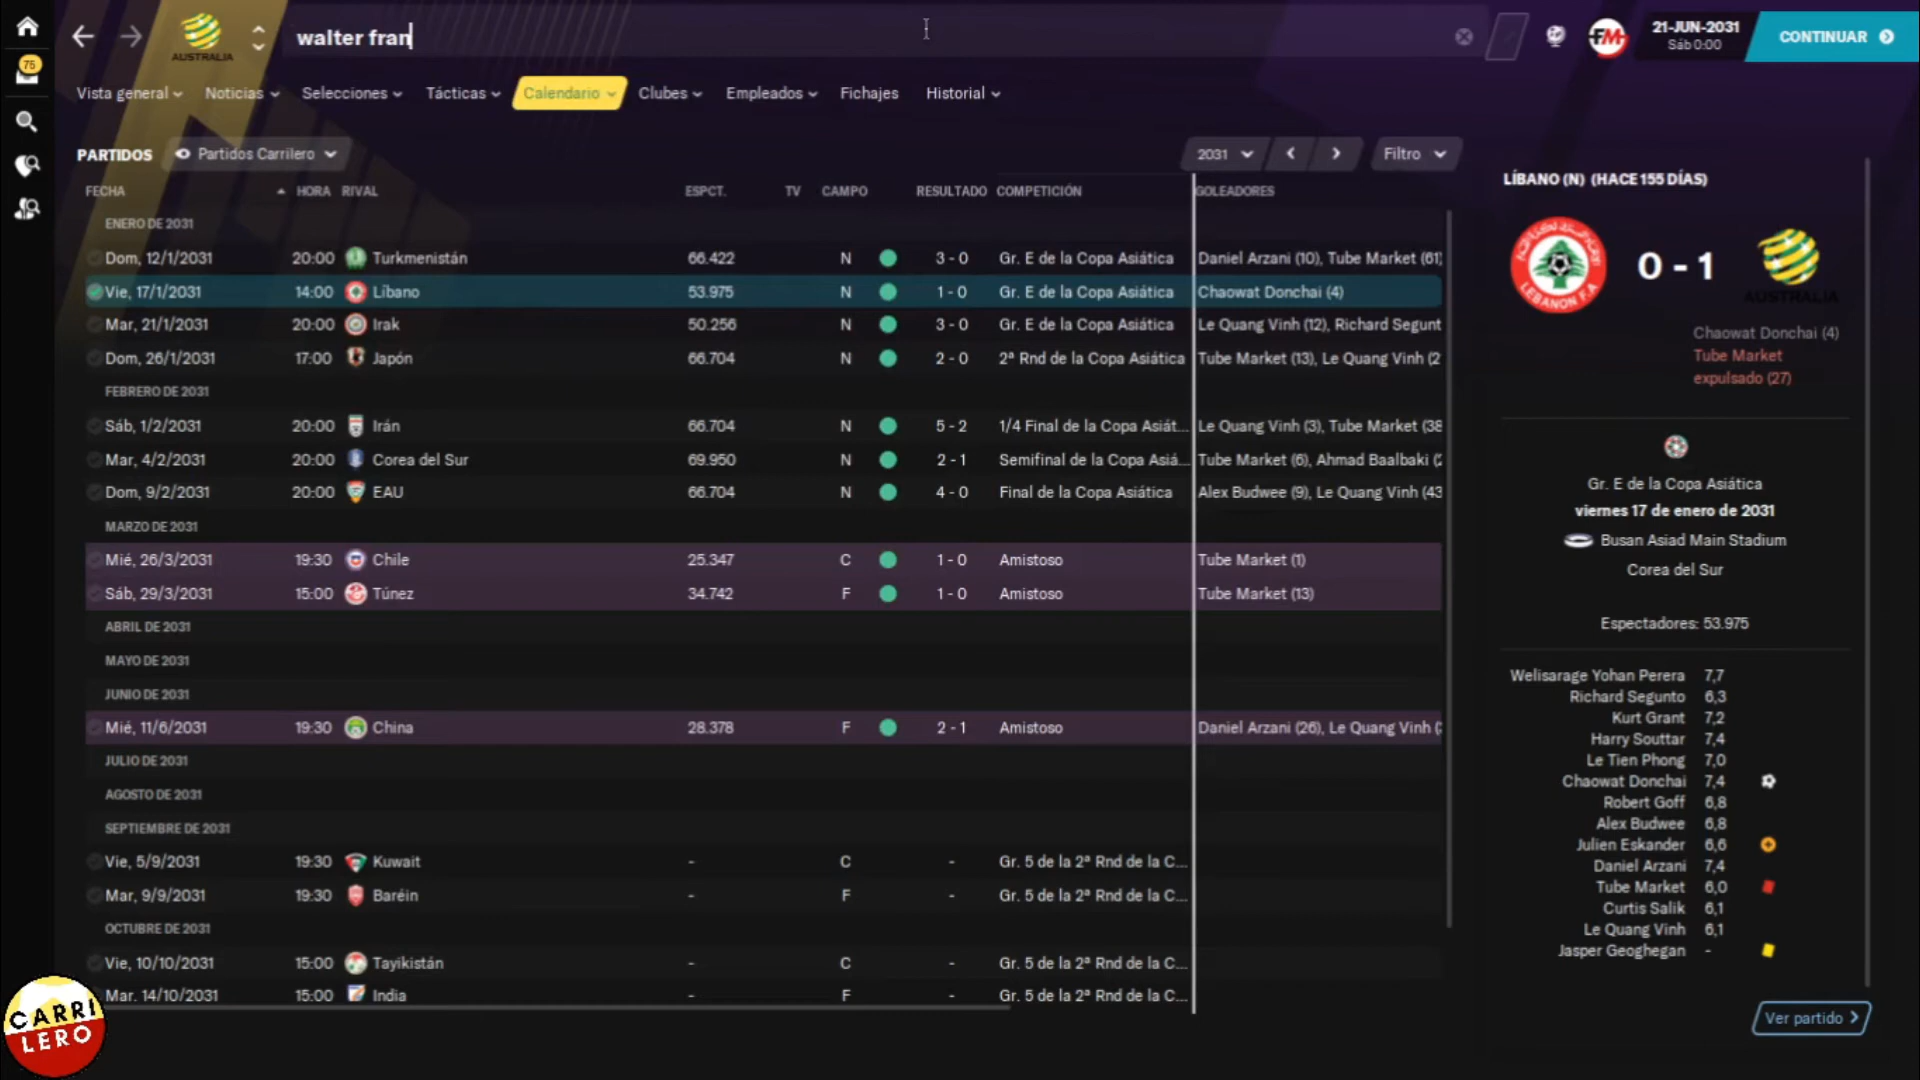 75
AUSTRALIA
walter fran
FM
21-JUN-2031
Sáb 0:00
CONTINUAR
Vista general
Noticias
Selecciones
Tácticas
Calendario
Clubes
Empleados
Fichajes
Historial
PARTIDOS
Partidos Carrilero
2031
Filtro
FECHA HORA RIVAL ESPCT. TV CAMPO RESULTADO COMPETICIÓN GOLEADORES
ENERO DE 2031
Dom, 12/1/2031 20:00 Turkmenistán 66.422 N 3 - 0 Gr. E de la Copa Asiática Daniel Arzani (10), Tube Market (61)
Vie, 17/1/2031 14:00 Líbano 53.975 N 1 - 0 Gr. E de la Copa Asiática Chaowat Donchai (4)
Mar, 21/1/2031 20:00 Irak 50.256 N 3 - 0 Gr. E de la Copa Asiática Le Quang Vinh (12), Richard Segunt
Dom, 26/1/2031 17:00 Japón 66.704 N 2 - 0 2ª Rnd de la Copa Asiática Tube Market (13), Le Quang Vinh (2
FEBRERO DE 2031
Sáb, 1/2/2031 20:00 Irán 66.704 N 5 - 2 1/4 Final de la Copa Asiát... Le Quang Vinh (3), Tube Market (38
Mar, 4/2/2031 20:00 Corea del Sur 69.950 N 2 - 1 Semifinal de la Copa Asiá... Tube Market (6), Ahmad Baalbaki (2
Dom, 9/2/2031 20:00 EAU 66.704 N 4 - 0 Final de la Copa Asiática Alex Budwee (9), Le Quang Vinh (43
MARZO DE 2031
Mié, 26/3/2031 19:30 Chile 25.347 C 1 - 0 Amistoso Tube Market (1)
Sáb, 29/3/2031 15:00 Túnez 34.742 F 1 - 0 Amistoso Tube Market (13)
ABRIL DE 2031
MAYO DE 2031
JUNIO DE 2031
Mié, 11/6/2031 19:30 China 28.378 F 2 - 1 Amistoso Daniel Arzani (26), Le Quang Vinh (
JULIO DE 2031
AGOSTO DE 2031
SEPTIEMBRE DE 2031
Vie, 5/9/2031 19:30 Kuwait - C - Gr. 5 de la 2ª Rnd de la C...
Mar, 9/9/2031 19:30 Baréin - F - Gr. 5 de la 2ª Rnd de la C...
OCTUBRE DE 2031
Vie, 10/10/2031 15:00 Tayikistán - C - Gr. 5 de la 2ª Rnd de la C...
Mar. 14/10/2031 15:00 India - F - Gr. 5 de la 2ª Rnd de la C...
LÍBANO (N) (HACE 155 DÍAS)
LEBANON F.A
0 - 1
AUSTRALIA
Chaowat Donchai (4)
Tube Market
expulsado (27)
Gr. E de la Copa Asiática
viernes 17 de enero de 2031
Busan Asiad Main Stadium
Corea del Sur
Espectadores: 53.975
Welisarage Yohan Perera 7,7
Richard Segunto 6,3
Kurt Grant 7,2
Harry Souttar 7,4
Le Tien Phong 7,0
Chaowat Donchai 7,4
Robert Goff 6,8
Alex Budwee 6,8
Julien Eskander 6,6
Daniel Arzani 7,4
Tube Market 6,0
Curtis Salik 6,1
Le Quang Vinh 6,1
Jasper Geoghegan -
Ver partido
CARRI
LERO